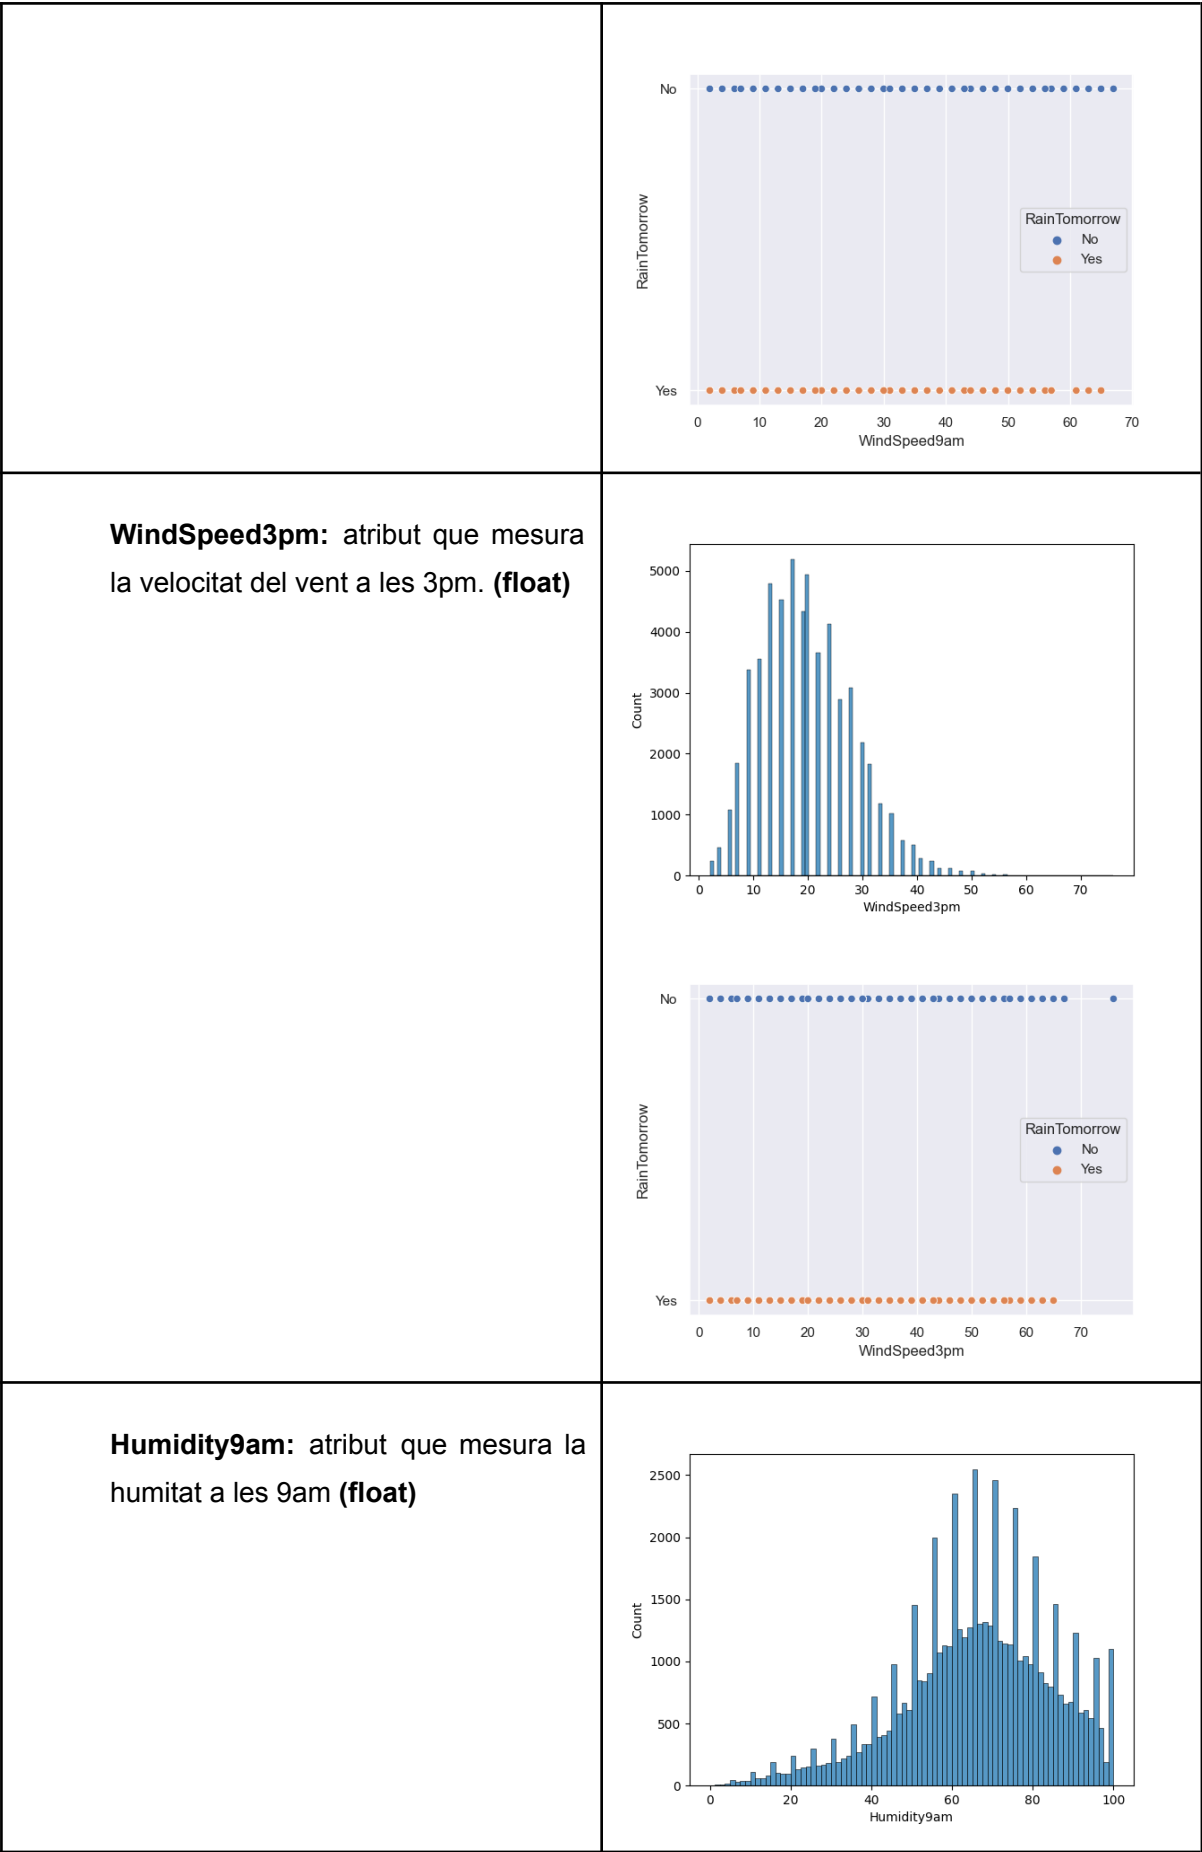 No
RainTomorrow
RainTomorrow
No
Yes
Yes
0 10 20 30 40 50 60 70
WindSpeed9am
WindSpeed3pm: atribut que mesura
la velocitat del vent a les 3pm. (float)
5000
4000
3000
2000
1000
0
Count
0 10 20 30 40 50 60 70
WindSpeed3pm
No
RainTomorrow
RainTomorrow
No
Yes
Yes
0 10 20 30 40 50 60 70
WindSpeed3pm
Humidity9am: atribut que mesura la
humitat a les 9am (float)
2500
2000
1500
1000
500
0
Count
0 20 40 60 80 100
Humidity9am